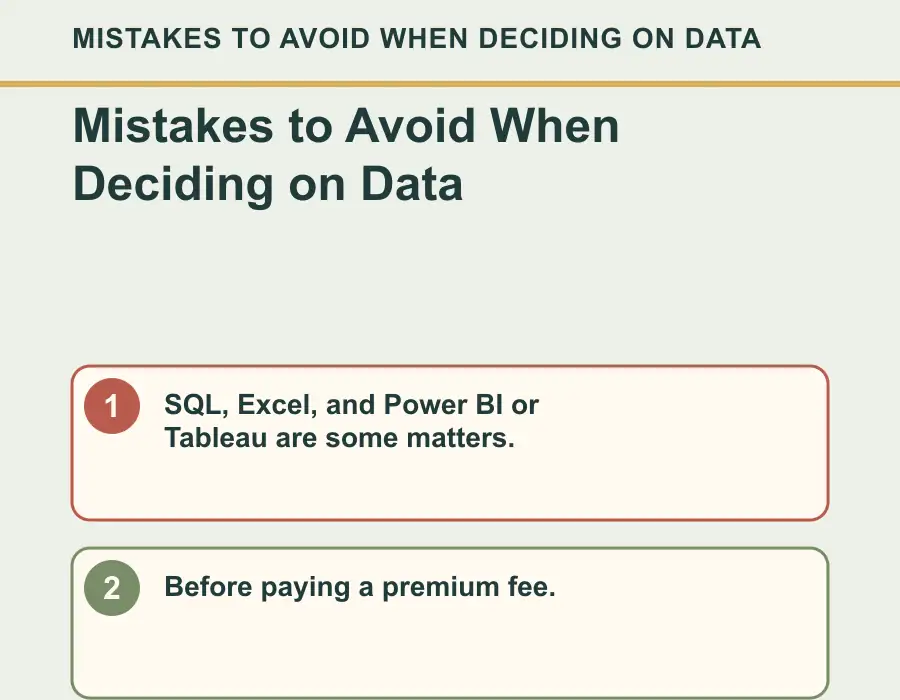 MISTAKES TO AVOID WHEN DECIDING ON DATA
Mistakes to Avoid When
Deciding on Data
1
SQL, Excel, and Power BI or
Tableau are some matters.
2
Before paying a premium fee.